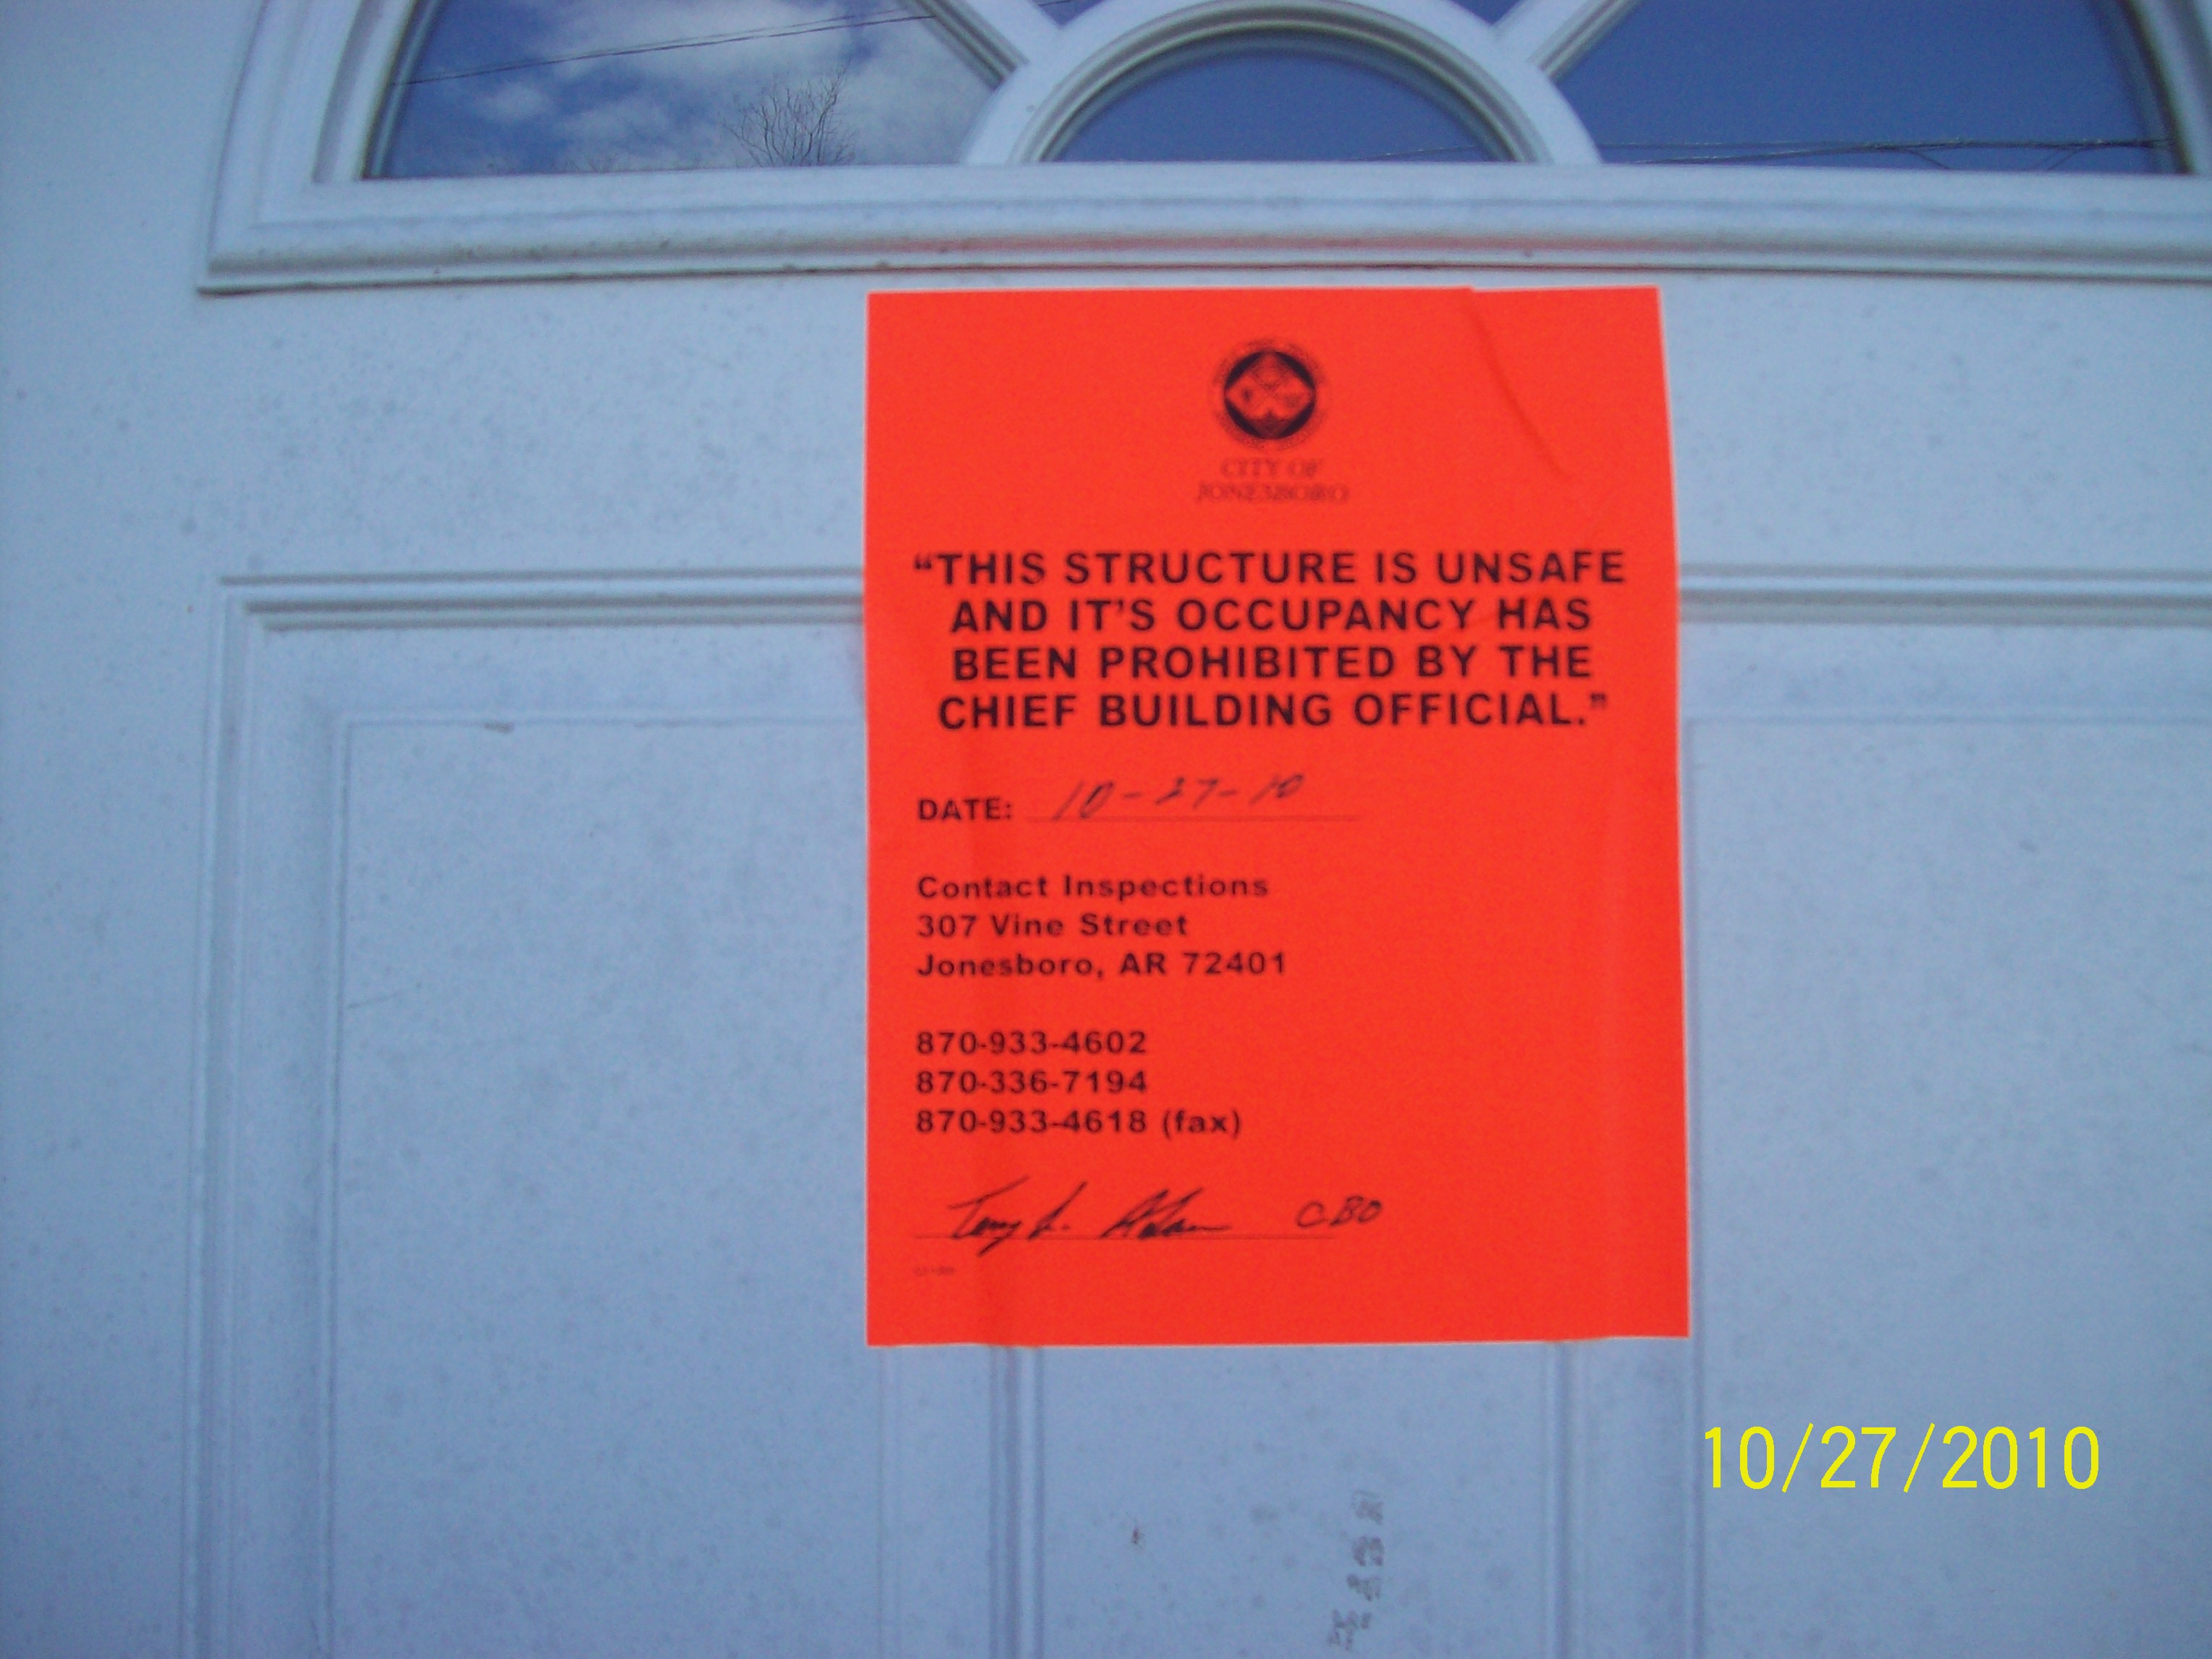 CITY OF
JONESBORO
“THIS STRUCTURE IS UNSAFE
AND IT’S OCCUPANCY HAS
BEEN PROHIBITED BY THE
CHIEF BUILDING OFFICIAL.”
DATE: 10-27-10
Contact Inspections
307 Vine Street
Jonesboro, AR 72401
870-933-4602
870-336-7194
870-933-4618 (fax)
CBO
10/27/2010